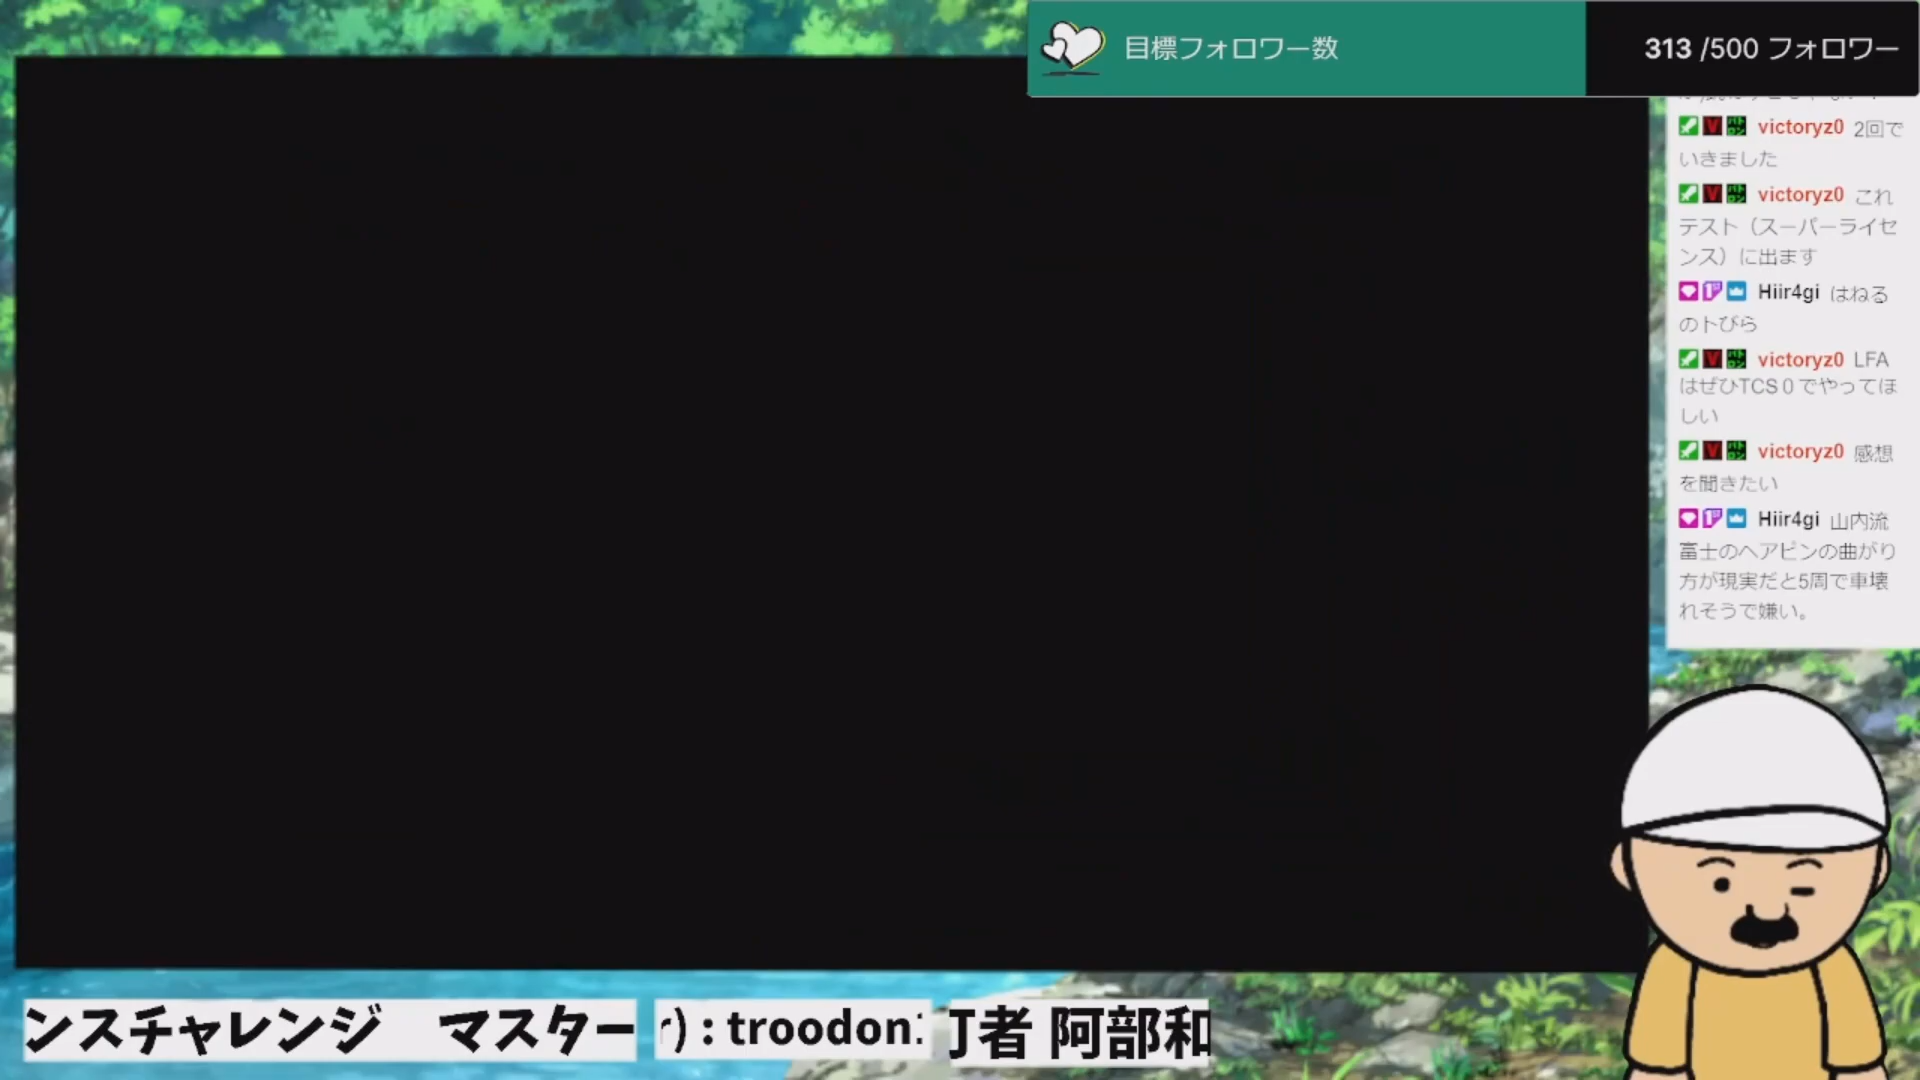 目標フォロワー数
313 /500 フォロワー
victoryz0 2回で
いきました
victoryz0 これ
テスト（スーパーライセ
ンス）に出ます
Hiir4gi はねる
のトびら
victoryz0 LFA
はぜひTCS０でやってほ
しい
victoryz0 感想
を聞きたい
Hiir4gi 山内流
富士のヘアピンの曲がり
方が現実だと5周で車壊
れそうで嫌い。
ンスチャレンジ　マスター
r) : troodon
者 阿部和